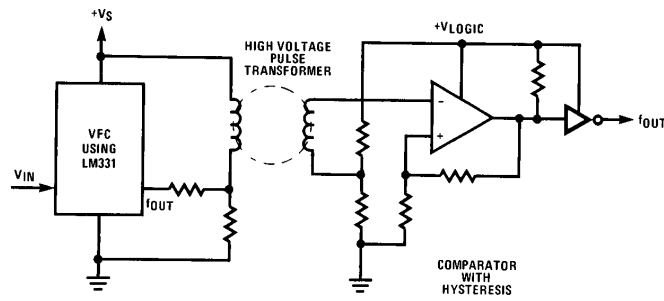 +VS
HIGH VOLTAGE
PULSE
TRANSFORMER
+VLOGIC
VFC
USING
LM331
VIN
fOUT
-
+
fOUT
COMPARATOR
WITH
HYSTERESIS